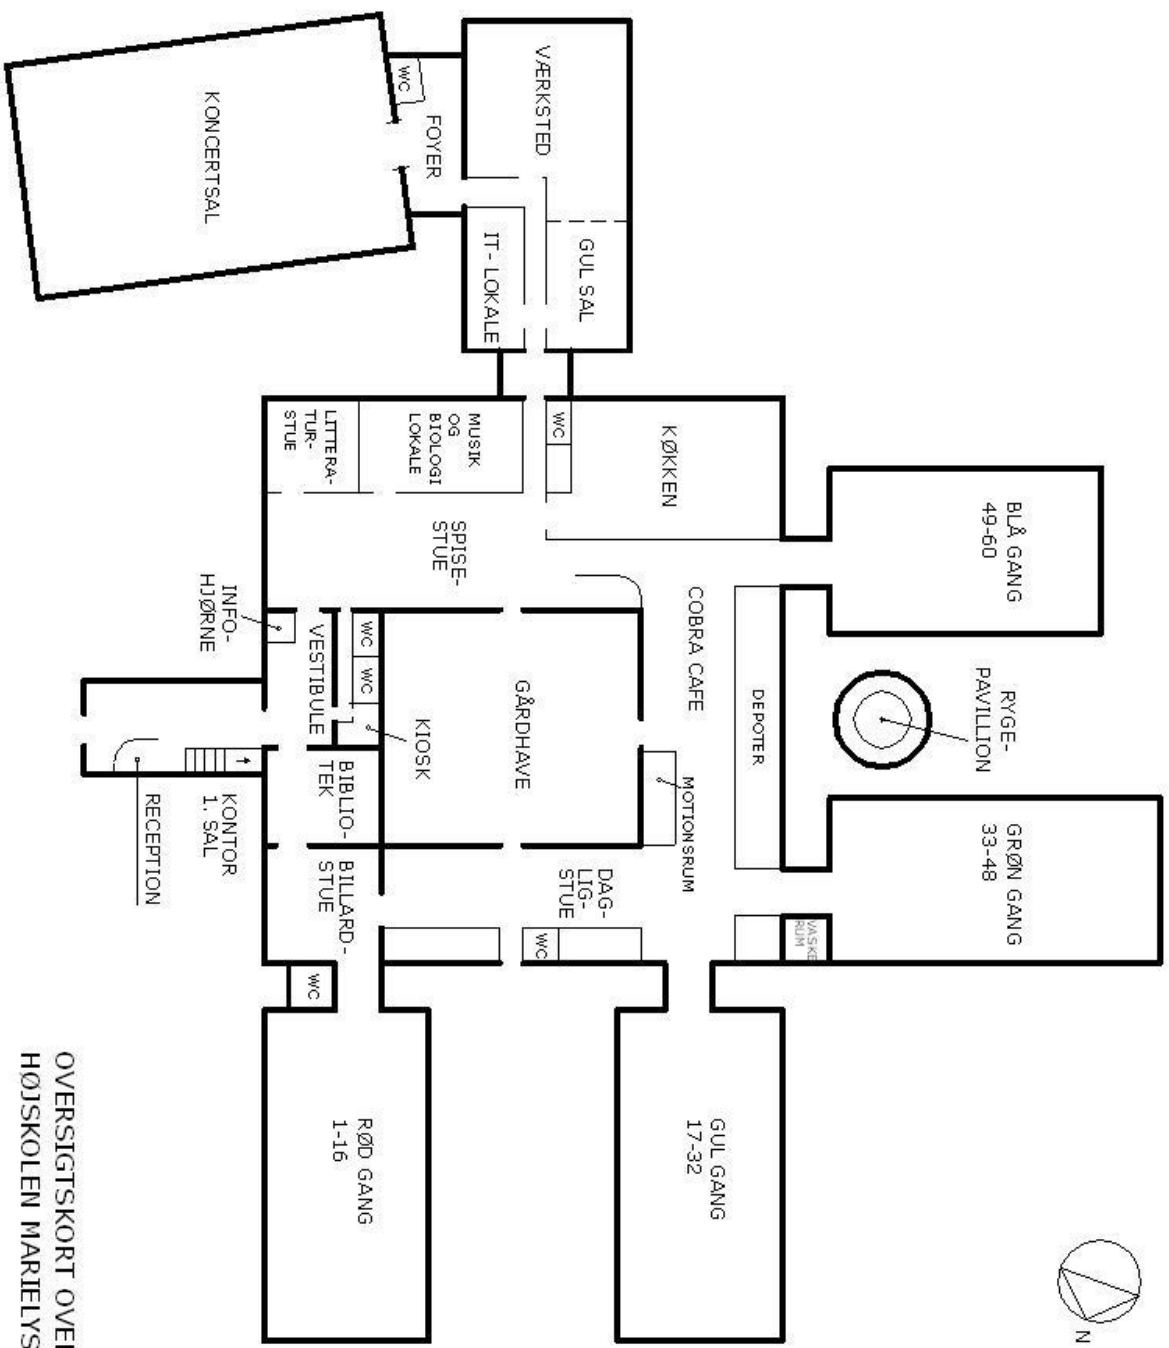 N
BLÅ GANG
49-60
GRØN GANG
33-48
RYGE-
PAVILLION
VASKE
RUM
DEPOTER
GUL GANG
17-32
COBRA CAFE
MOTIONSRUM
KØKKEN
DAG-
LIG-
STUE
GUL SAL
WC
VÆRKSTED
WC
GÅRDHAVE
IT-LOKALE
MUSIK
OG
BIOLOGI
LOKALE
SPISE-
STUE
FOYER
KIOSK
WC
WC
WC
RØD GANG
1-16
BIBLIO-
TEK
BILLARD-
STUE
LITTERA-
TUR-
STUE
VESTIBULE
WC
INFO-
HJØRNE
KONTOR
1. SAL
KONCERTSAL
RECEPTION
OVERSIGTSKORT OVER
HØJSKOLEN MARIELYS